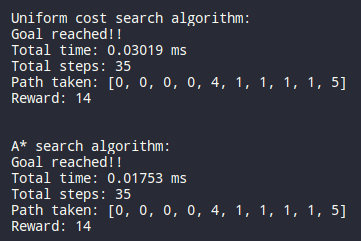 Uniform cost search algorithm:
Goal reached!!
Total time: 0.03019 ms
Total steps: 35
Path taken: [0, 0, 0, 0, 4, 1, 1, 1, 1, 5]
Reward: 14
A* search algorithm:
Goal reached!!
Total time: 0.01753 ms
Total steps: 35
Path taken: [0, 0, 0, 0, 4, 1, 1, 1, 1, 5]
Reward: 14